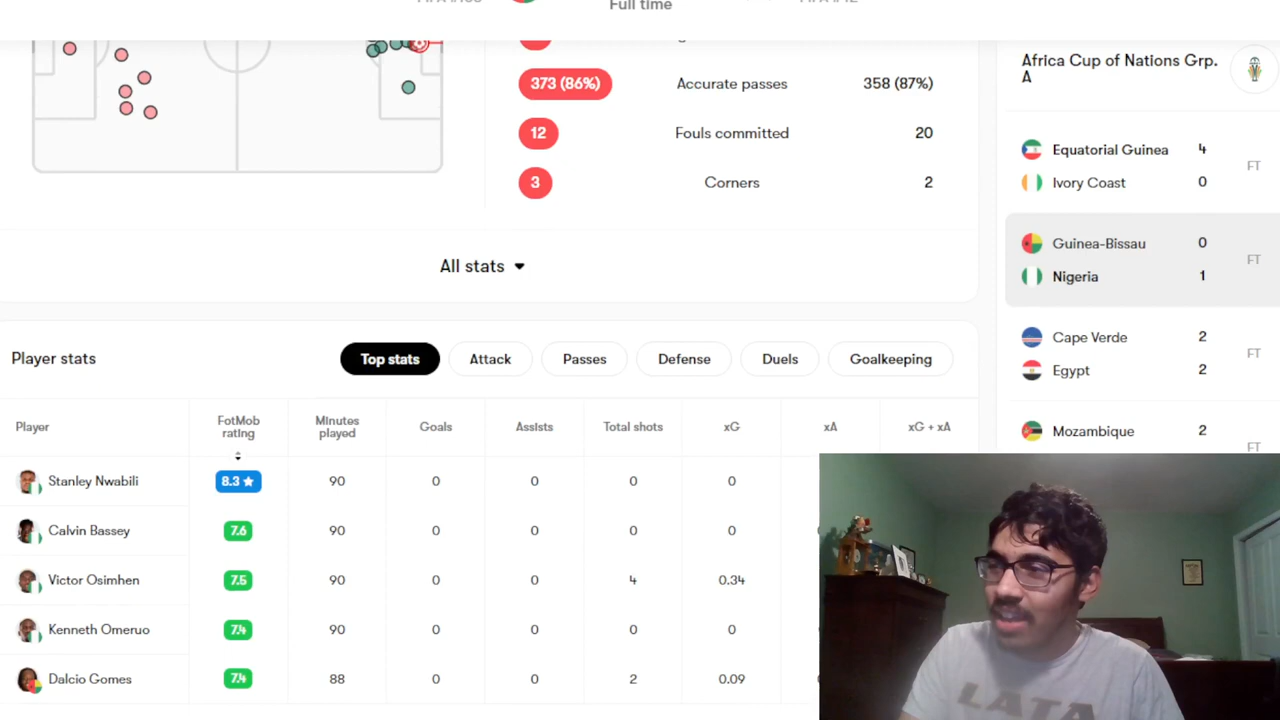 Full time
Africa Cup of Nations Grp.
A
373 (86%) Accurate passes 358 (87%)
12 Fouls committed 20
3 Corners 2
All stats
Equatorial Guinea 4
Ivory Coast 0
FT
Guinea-Bissau 0
Nigeria 1
FT
Cape Verde 2
Egypt 2
FT
Mozambique 2
Player stats
Top stats Attack Passes Defense Duels Goalkeeping
Player FotMob rating Minutes played Goals Assists Total shots xG xA xG + xA
Stanley Nwabili 8.3 90 0 0 0 0
Calvin Bassey 7.6 90 0 0 0 0
Victor Osimhen 7.5 90 0 0 4 0.34
Kenneth Omeruo 7.4 90 0 0 0 0
Dalcio Gomes 7.4 88 0 0 2 0.09
LATA